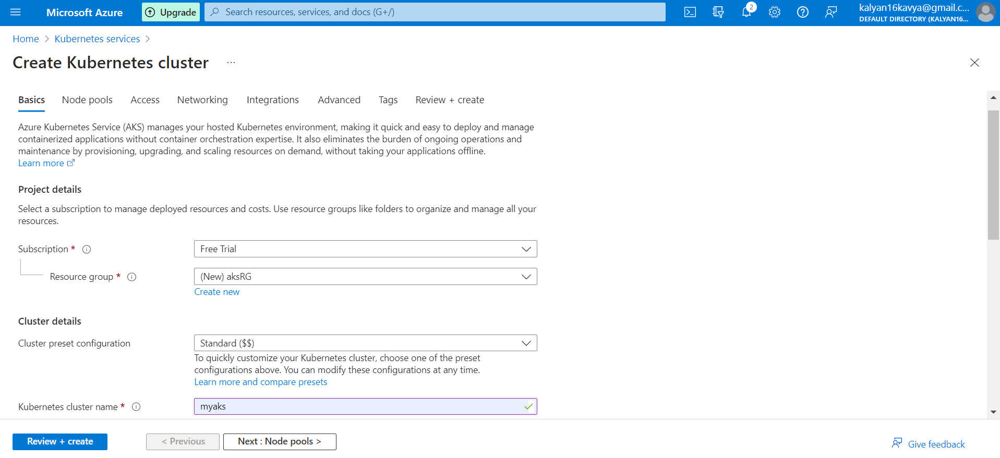 Microsoft Azure
Upgrade
Search resources, services, and docs (G+/)
2
kalyan16kavya@gmail.c...
DEFAULT DIRECTORY (KALYAN16...
Home > Kubernetes services >
Create Kubernetes cluster ...
Basics Node pools Access Networking Integrations Advanced Tags Review + create
Azure Kubernetes Service (AKS) manages your hosted Kubernetes environment, making it quick and easy to deploy and manage
containerized applications without container orchestration expertise. It also eliminates the burden of ongoing operations and
maintenance by provisioning, upgrading, and scaling resources on demand, without taking your applications offline.
Learn more
Project details
Select a subscription to manage deployed resources and costs. Use resource groups like folders to organize and manage all your
resources.
Subscription *
Free Trial
Resource group *
(New) aksRG
Create new
Cluster details
Cluster preset configuration
Standard ($$)
To quickly customize your Kubernetes cluster, choose one of the preset
configurations above. You can modify these configurations at any time.
Learn more and compare presets
Kubernetes cluster name *
myaks
Review + create
< Previous
Next : Node pools >
Give feedback